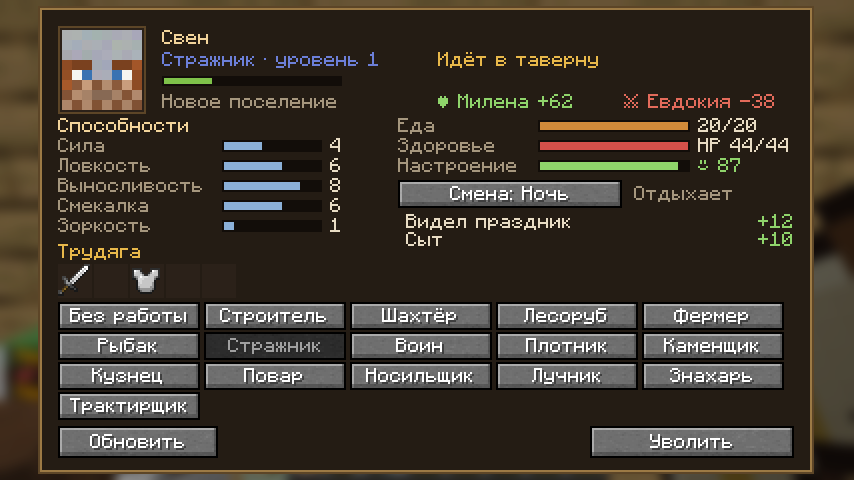 Свен
Стражник · уровень 1
Идёт в таверну
Новое поселение
Милена +62
Евдокия -38
Способности
Сила 4
Ловкость 6
Выносливость 8
Смекалка 6
Зоркость 1
Трудяга
Еда 20/20
Здоровье HP 44/44
Настроение 87
Смена: Ночь
Отдыхает
Видел праздник +12
Сыт +10
Без работы
Строитель
Шахтёр
Лесоруб
Фермер
Рыбак
Стражник
Воин
Плотник
Каменщик
Кузнец
Повар
Носильщик
Лучник
Знахарь
Трактирщик
Обновить
Уволить